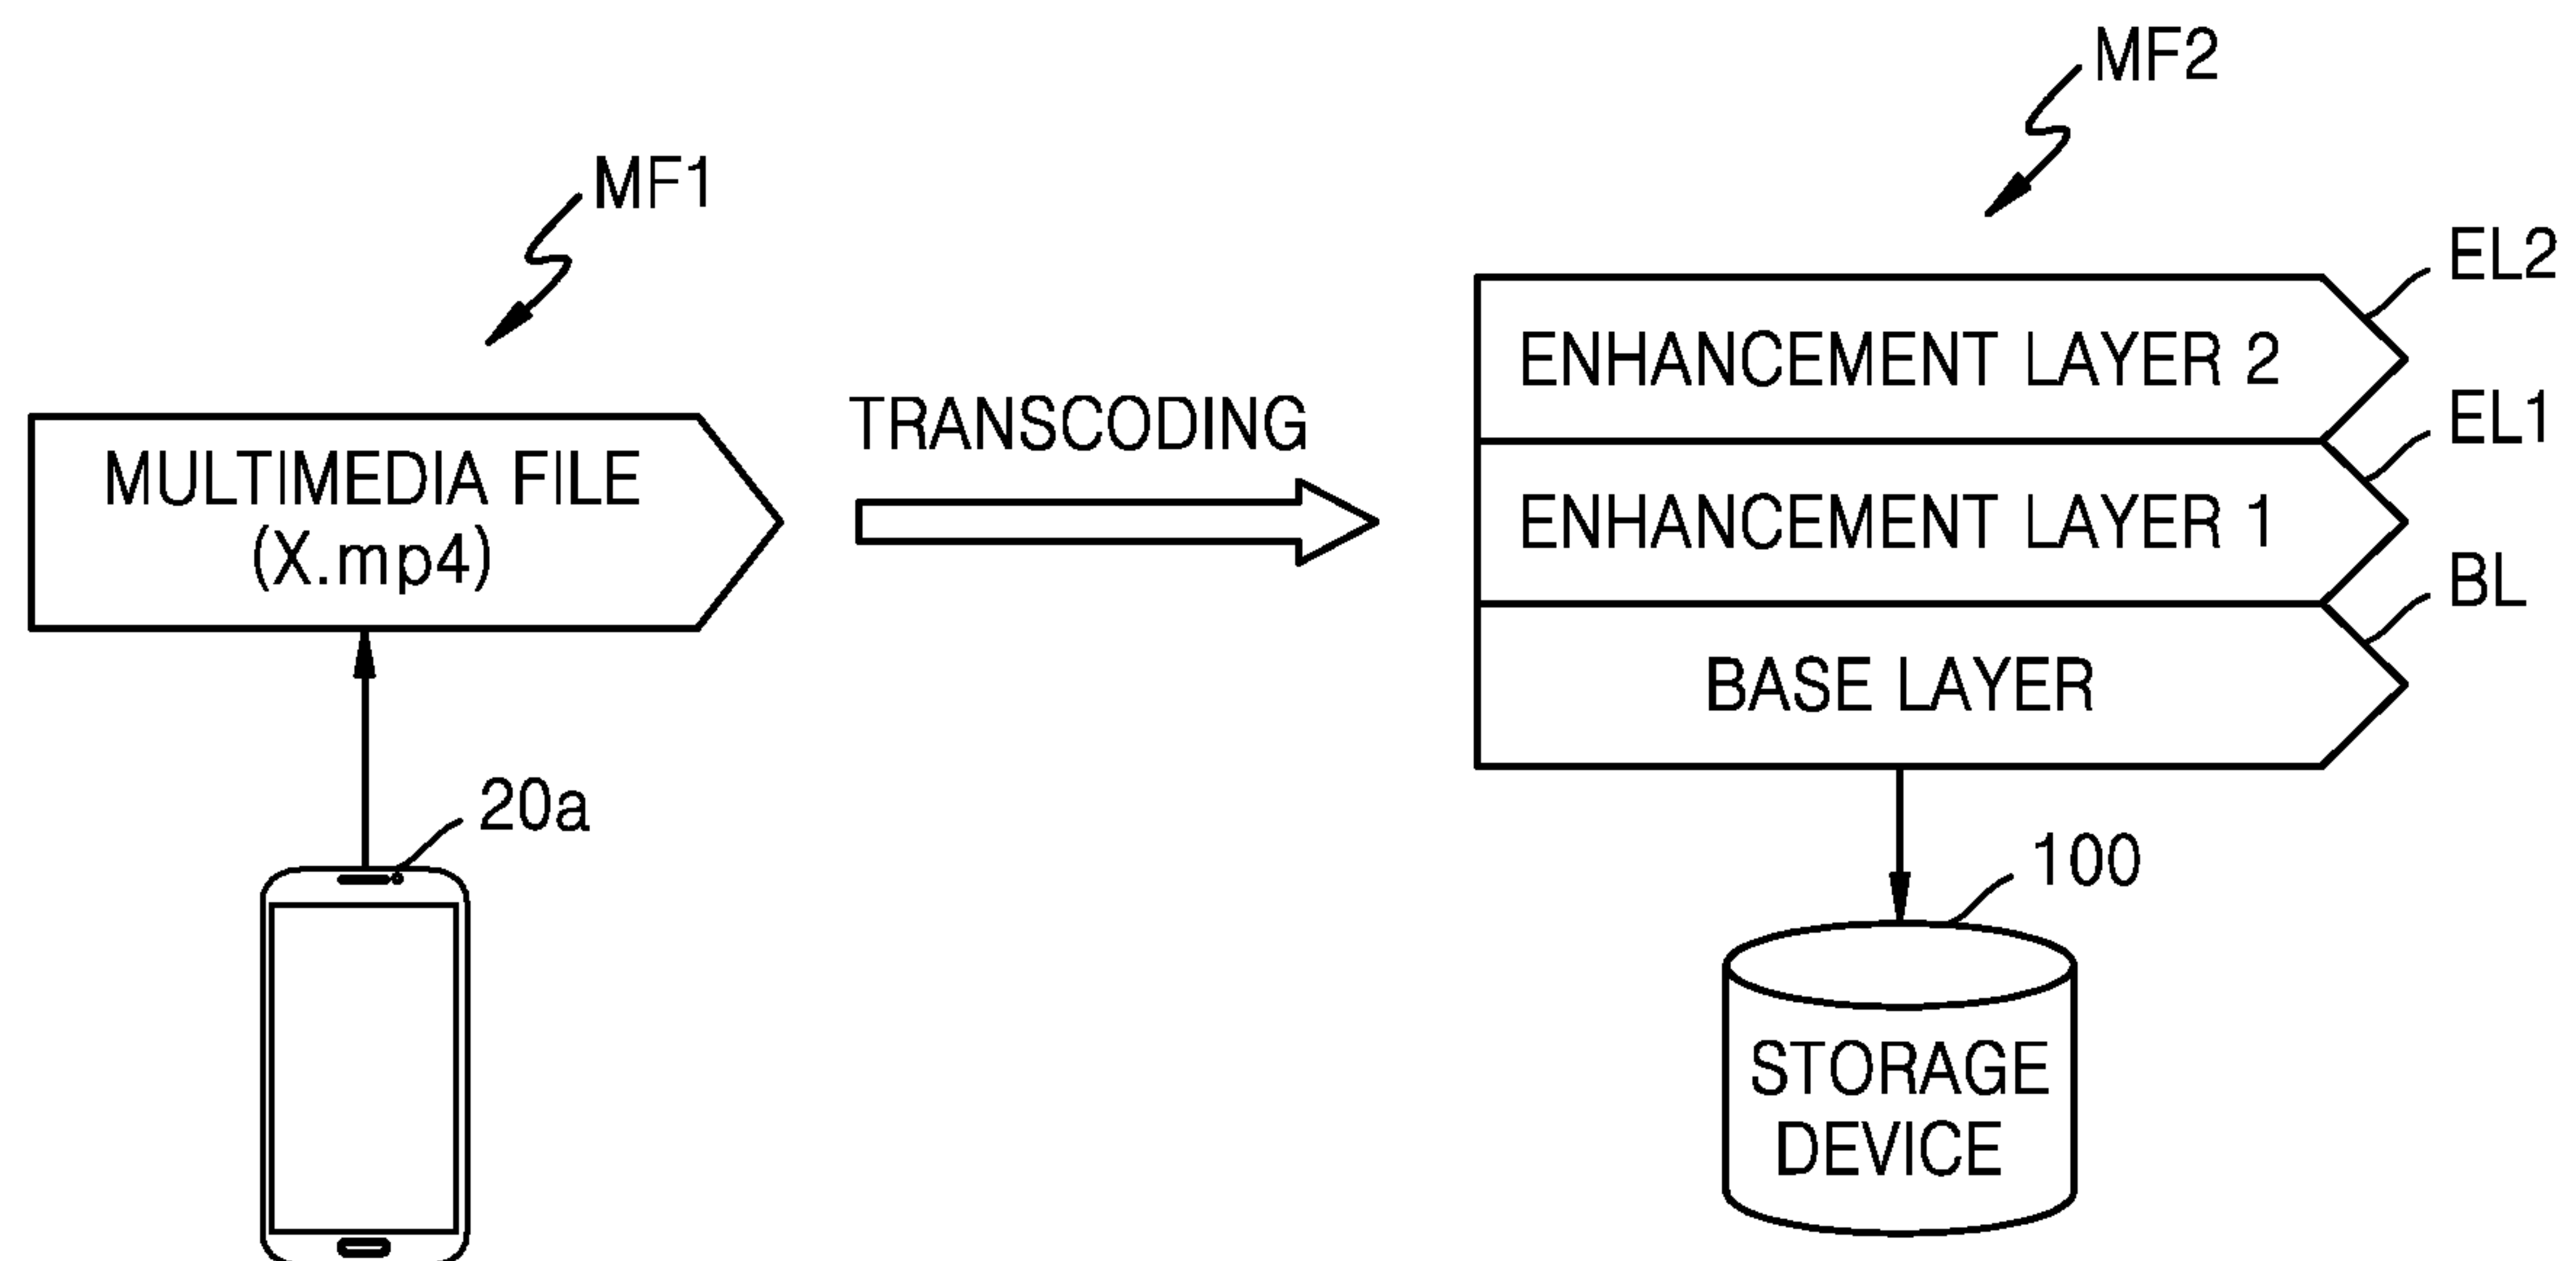 MF2
MF1
EL2
ENHANCEMENT LAYER 2
EL1
TRANSCODING
MULTIMEDIA FILE
(X.mp4)
ENHANCEMENT LAYER 1
BL
BASE LAYER
20a
100
STORAGE
DEVICE